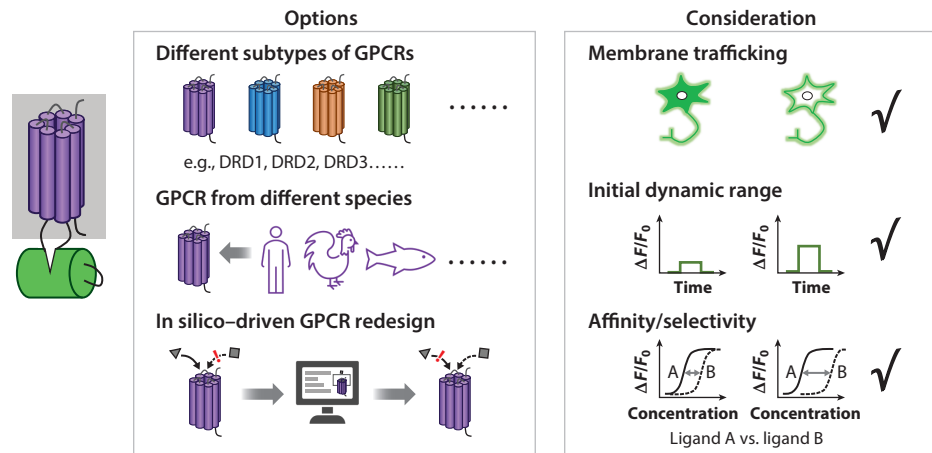 Options
Different subtypes of GPCRs
......
e.g., DRD1, DRD2, DRD3......
GPCR from different species
......
In silico–driven GPCR redesign
Consideration
Membrane trafficking
Initial dynamic range
ΔF/F0
Time
ΔF/F0
Time
Affinity/selectivity
ΔF/F0
A
B
Concentration
ΔF/F0
A
B
Concentration
Ligand A vs. ligand B